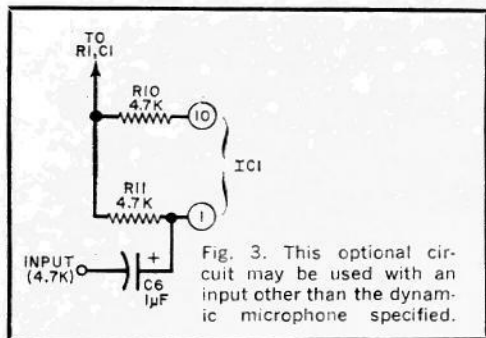 TO
R1,C1
R10
4.7K
10
IC1
R11
4.7K
1
INPUT
(4.7K)
+
C6
1µF
Fig. 3. This optional cir-
cuit may be used with an
input other than the dynam-
ic microphone specified.